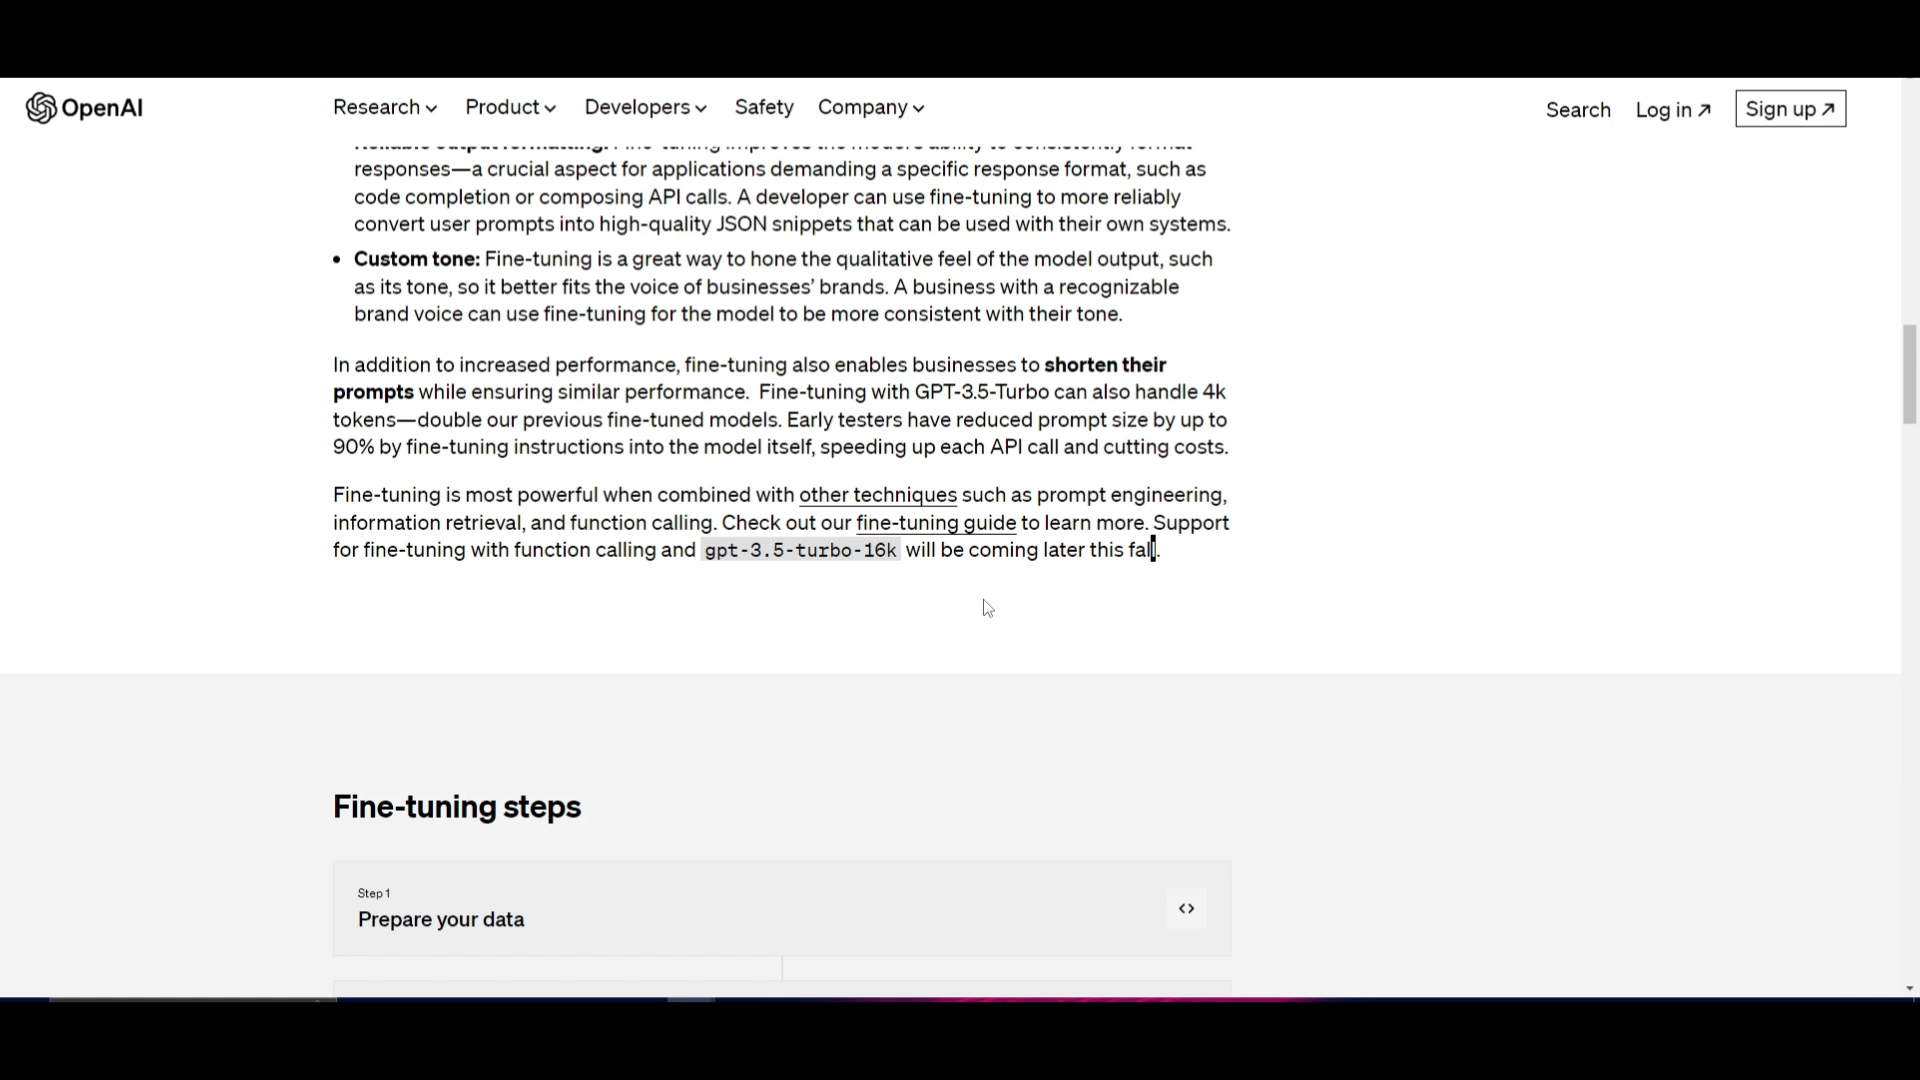 OpenAI
Research
Product
Developers
Safety
Company
Search
Log in ↗
Sign up ↗
Reliable output formatting: Fine-tuning improves the model's ability to consistently format
responses—a crucial aspect for applications demanding a specific response format, such as
code completion or composing API calls. A developer can use fine-tuning to more reliably
convert user prompts into high-quality JSON snippets that can be used with their own systems.
• Custom tone: Fine-tuning is a great way to hone the qualitative feel of the model output, such
as its tone, so it better fits the voice of businesses’ brands. A business with a recognizable
brand voice can use fine-tuning for the model to be more consistent with their tone.
In addition to increased performance, fine-tuning also enables businesses to shorten their
prompts while ensuring similar performance. Fine-tuning with GPT-3.5-Turbo can also handle 4k
tokens—double our previous fine-tuned models. Early testers have reduced prompt size by up to
90% by fine-tuning instructions into the model itself, speeding up each API call and cutting costs.
Fine-tuning is most powerful when combined with other techniques such as prompt engineering,
information retrieval, and function calling. Check out our fine-tuning guide to learn more. Support
for fine-tuning with function calling and gpt-3.5-turbo-16k will be coming later this fall.
Fine-tuning steps
Step 1
Prepare your data
<>